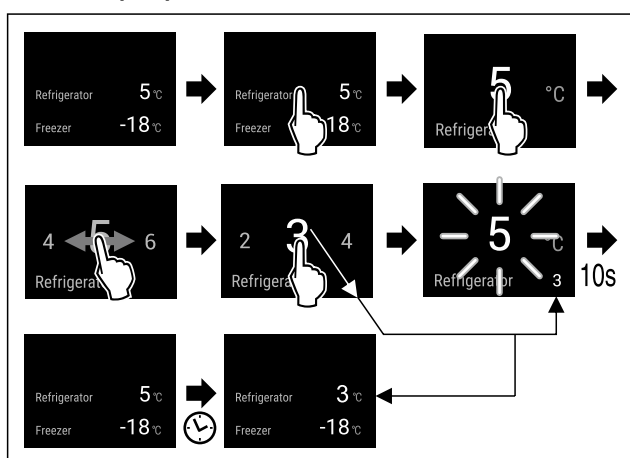 Refrigerator 5 °C
Freezer -18 °C
Refrigerator 5 °C
Freezer 18 °C
5 °C
Refriger
4 5 6
Refrigerat
2 3 4
Refrigera
5 °C
Refrigerator 3
10s
Refrigerator 5 °C
Freezer -18 °C
Refrigerator 3 °C
Freezer -18 °C